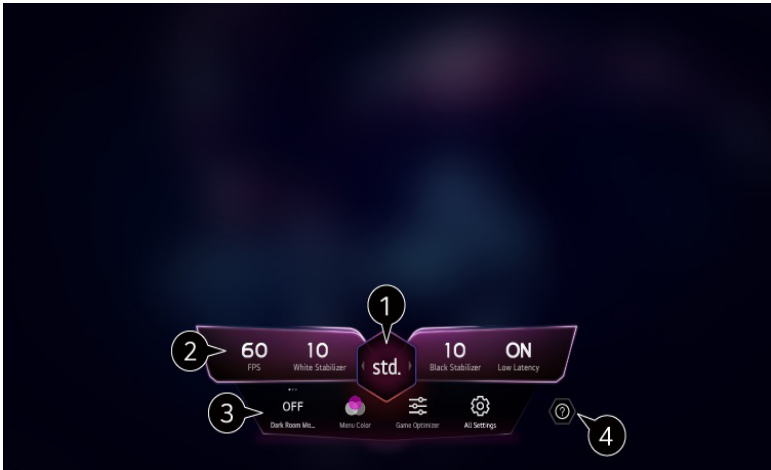 1
2
60 10 std. 10 ON
FPS White Stabilizer Black Stabilizer Low Latency
3
OFF
Dark Room Mo... Menu Color Game Optimizer All Settings
?
4